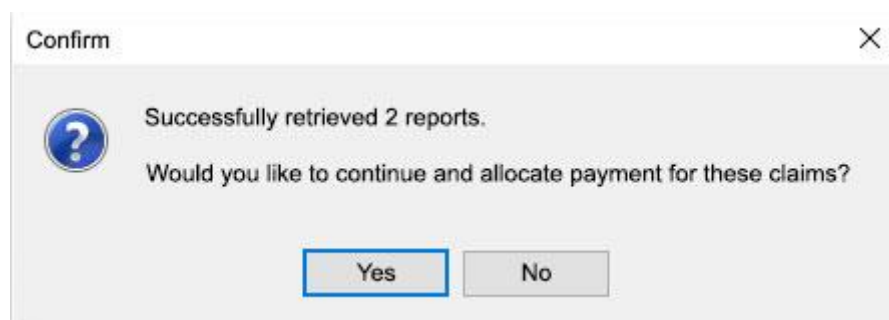 Confirm
Successfully retrieved 2 reports.
Would you like to continue and allocate payment for these claims?
Yes
No